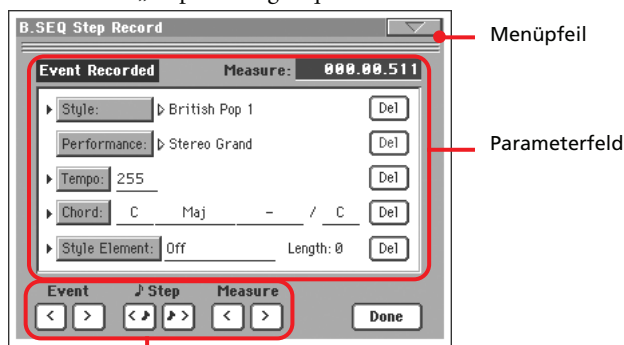 B.SEQ Step Record
Menüpfeil
Event Recorded Measure: 000.00.511
Style: British Pop 1 Del
Performance: Stereo Grand Del
Parameterfeld
Tempo: 255 Del
Chord: C Maj - / C Del
Style Element: Off Length: 0 Del
Event ♪ Step Measure
< > < ♪ ♪ > < > Done